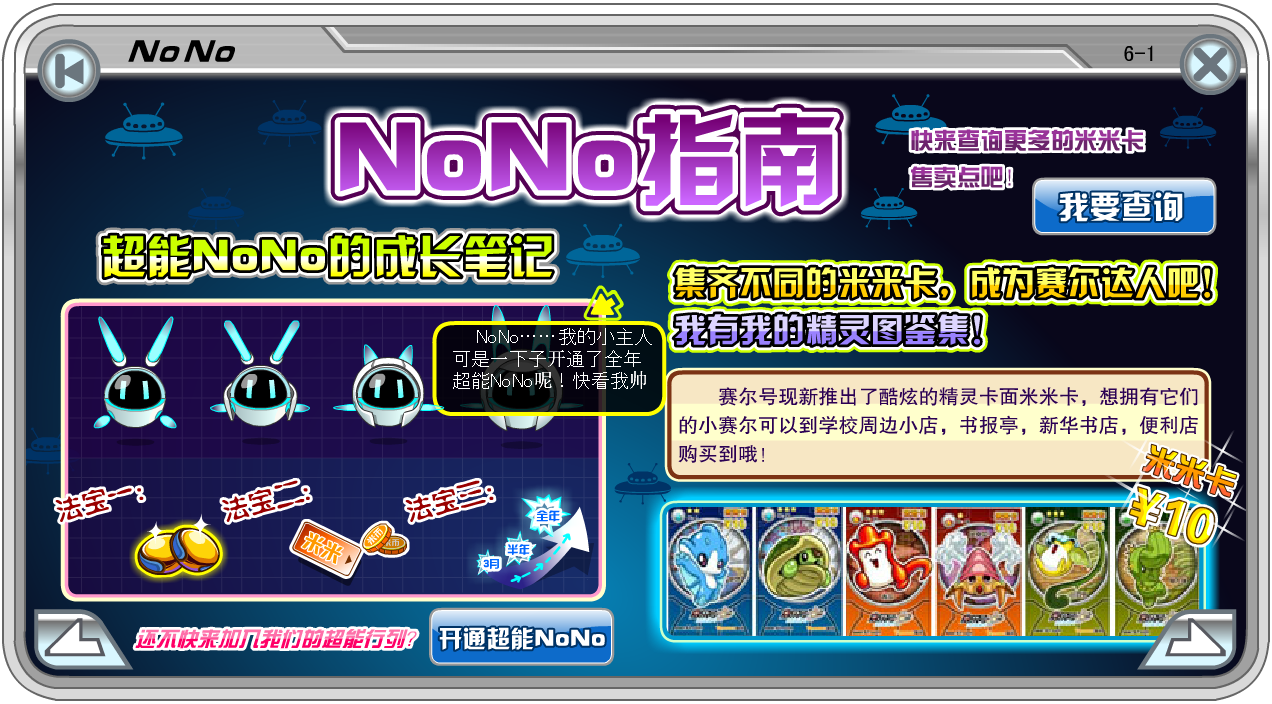 NoNo
6-1
NoNo指南
快来查询更多的米米卡
售卖点吧!
我要查询
超能NoNo的成长笔记
NoNo……我的小主人
可是一下子开通了全年
超能NoNo呢！快看我帅
法宝一:
法宝二:
法宝三:
米米
米币
3月
半年
全年
还不快来加入我们的超能行列?
开通超能NoNo
集齐不同的米米卡，成为赛尔达人吧!
我有我的精灵图鉴集!
赛尔号现新推出了酷炫的精灵卡面米米卡，想拥有它们
的小赛尔可以到学校周边小店，书报亭，新华书店，便利店
购买到哦!
米米卡
¥10